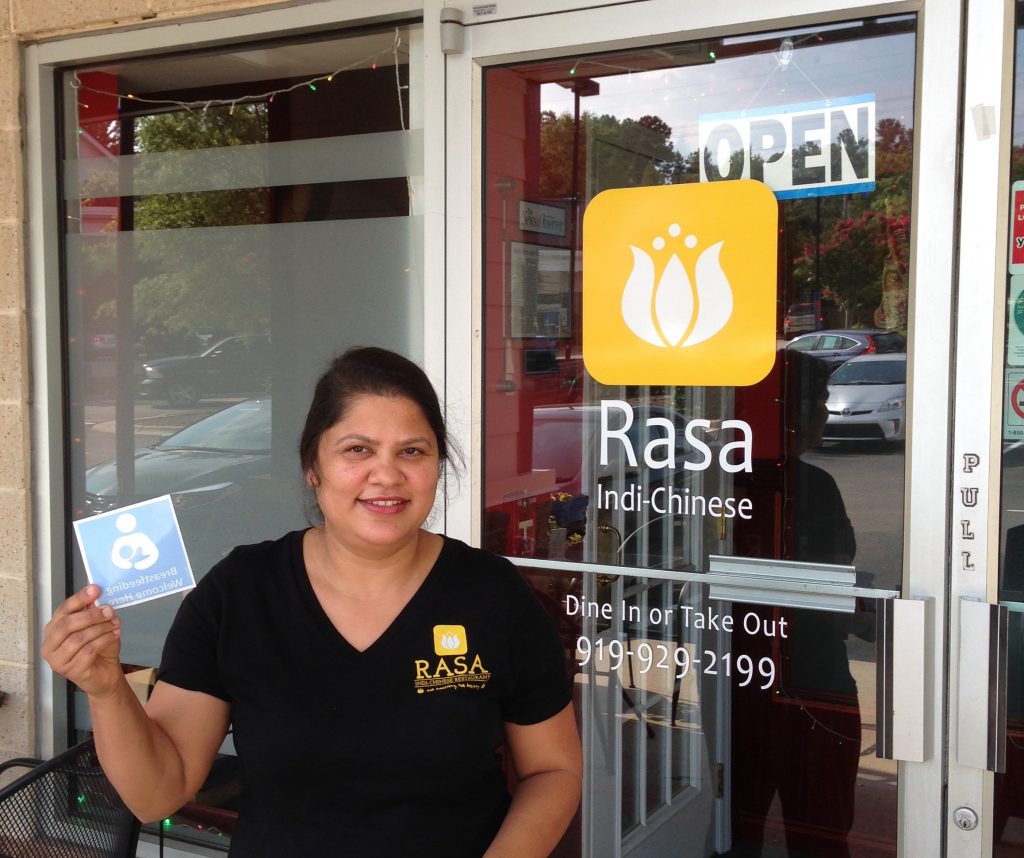 OPEN
Rasa
Indi-Chinese
PULL
Breastfeeding
Welcome Here
Dine In or Take Out
919-929-2199
RASA
INDI-CHINESE RESTAURANT